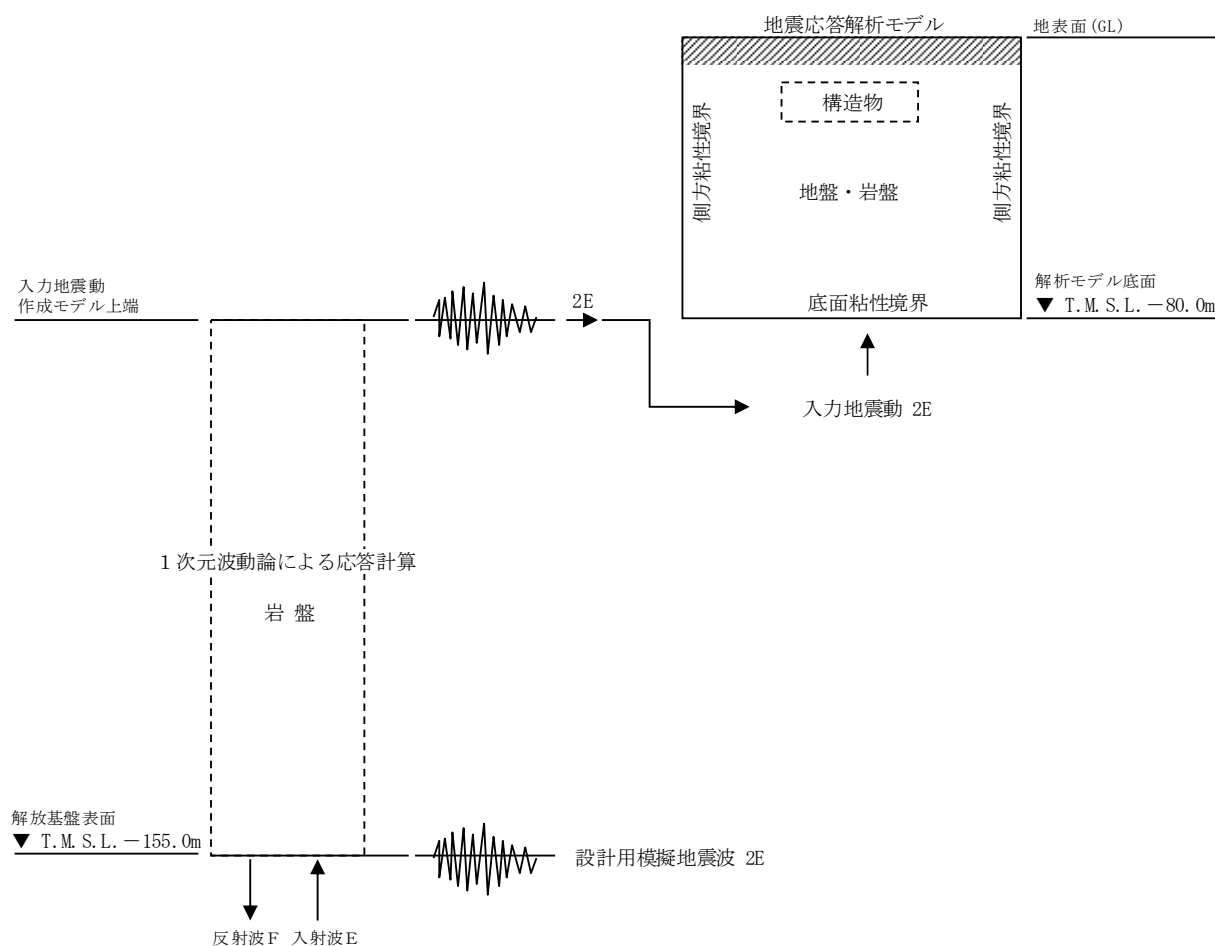 地震応答解析モデル
地表面(GL)
構造物
側方粘性境界
側方粘性境界
地盤・岩盤
入力地震動
作成モデル上端
2E
底面粘性境界
解析モデル底面
▼ T.M.S.L.－80.0m
入力地震動 2E
1次元波動論による応答計算
岩 盤
解放基盤表面
▼ T.M.S.L.－155.0m
設計用模擬地震波 2E
反射波F 入射波E